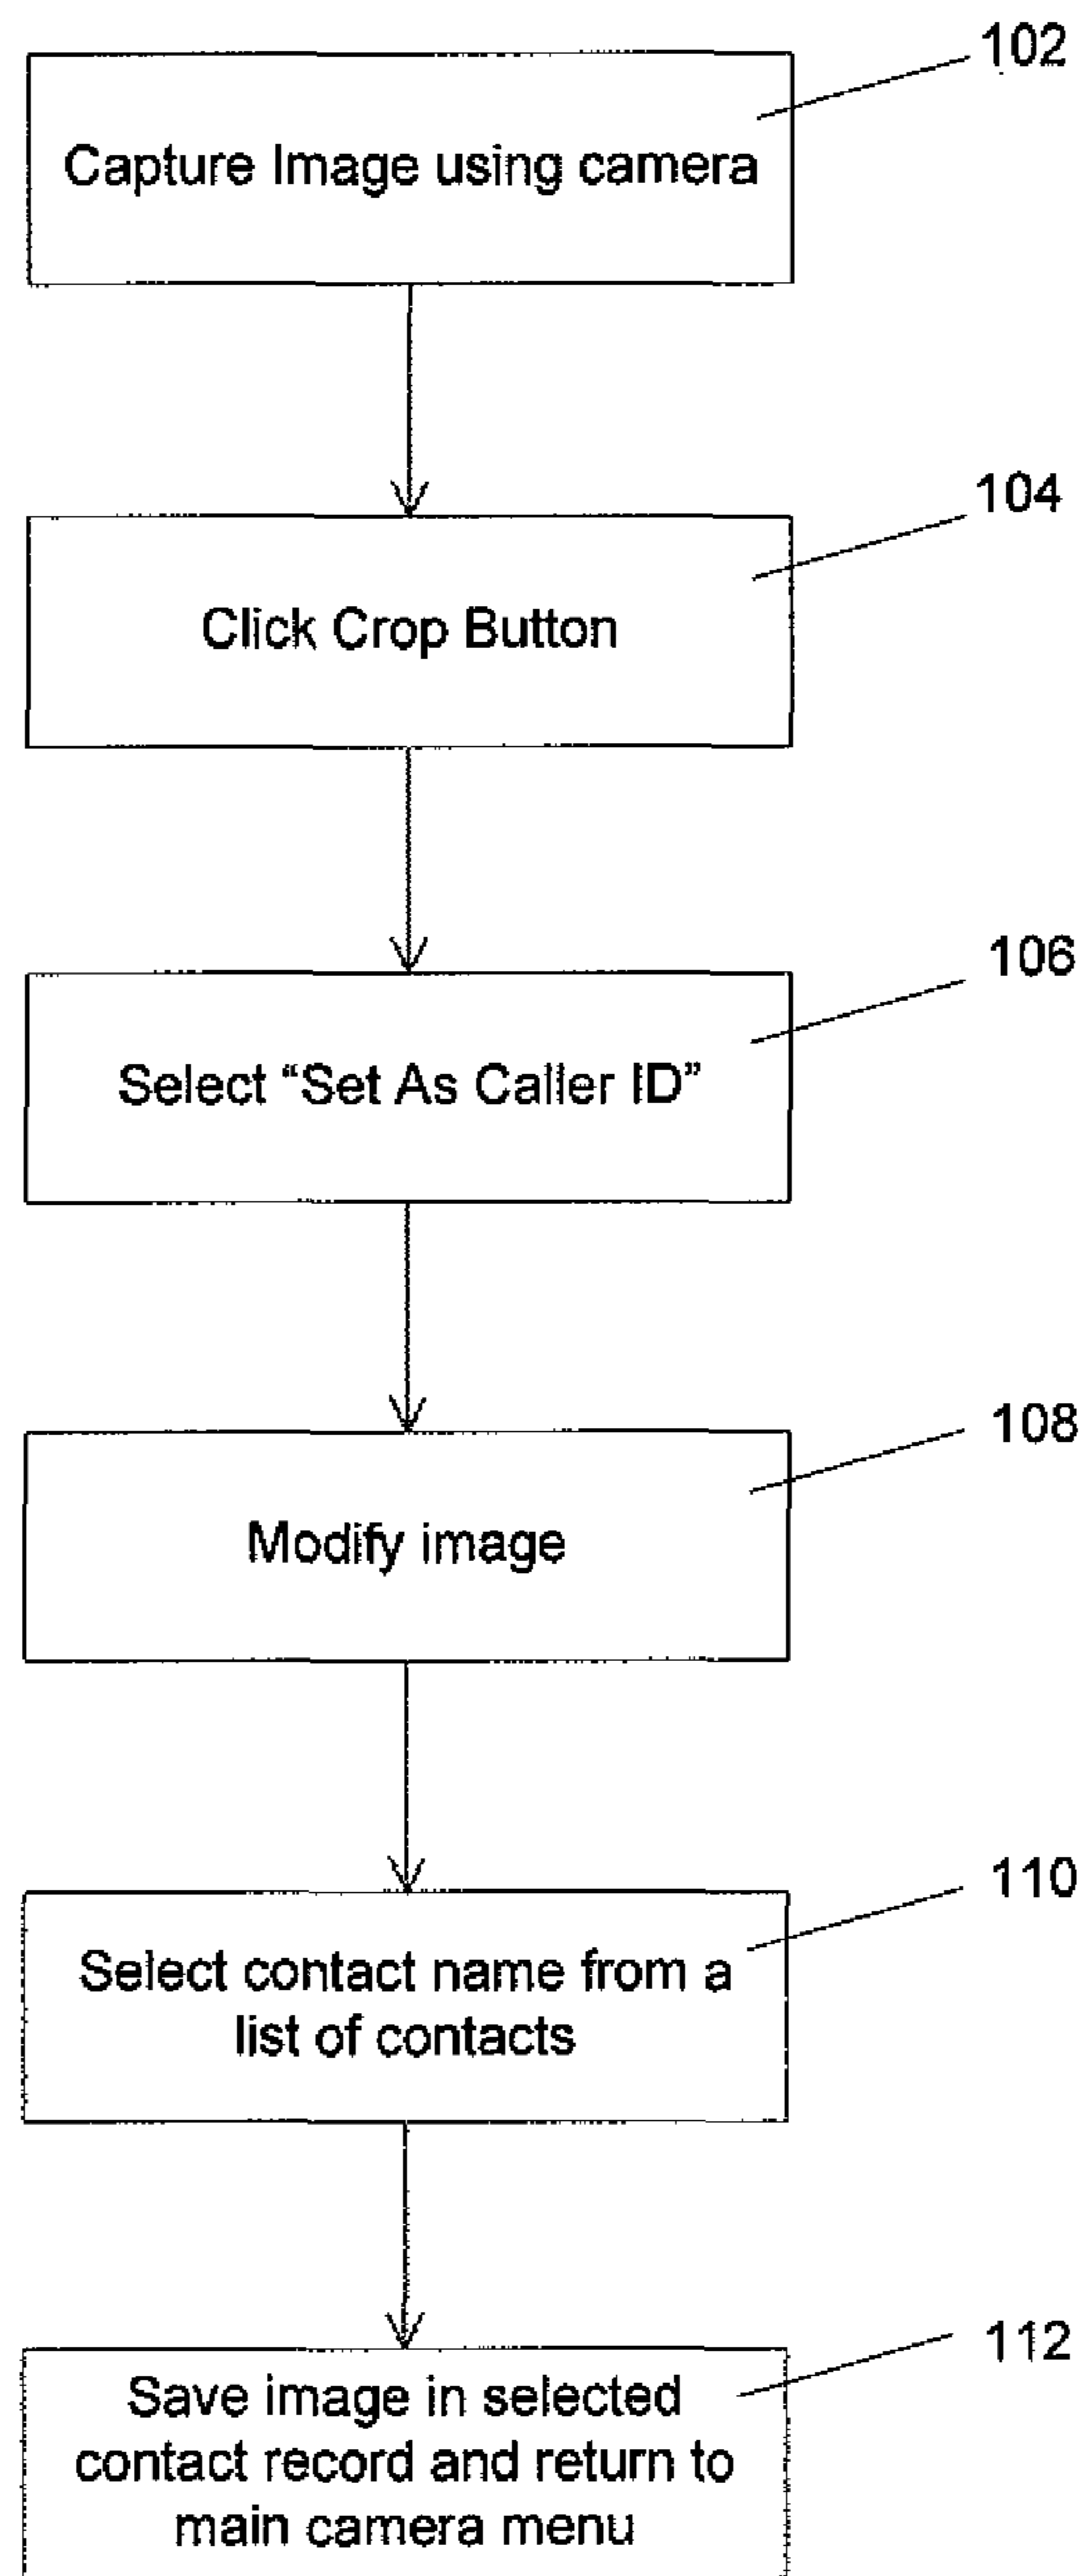 102
Capture Image using camera
104
Click Crop Button
106
Select “Set As Caller ID”
108
Modify image
110
Select contact name from a
list of contacts
112
Save image in selected
contact record and return to
main camera menu